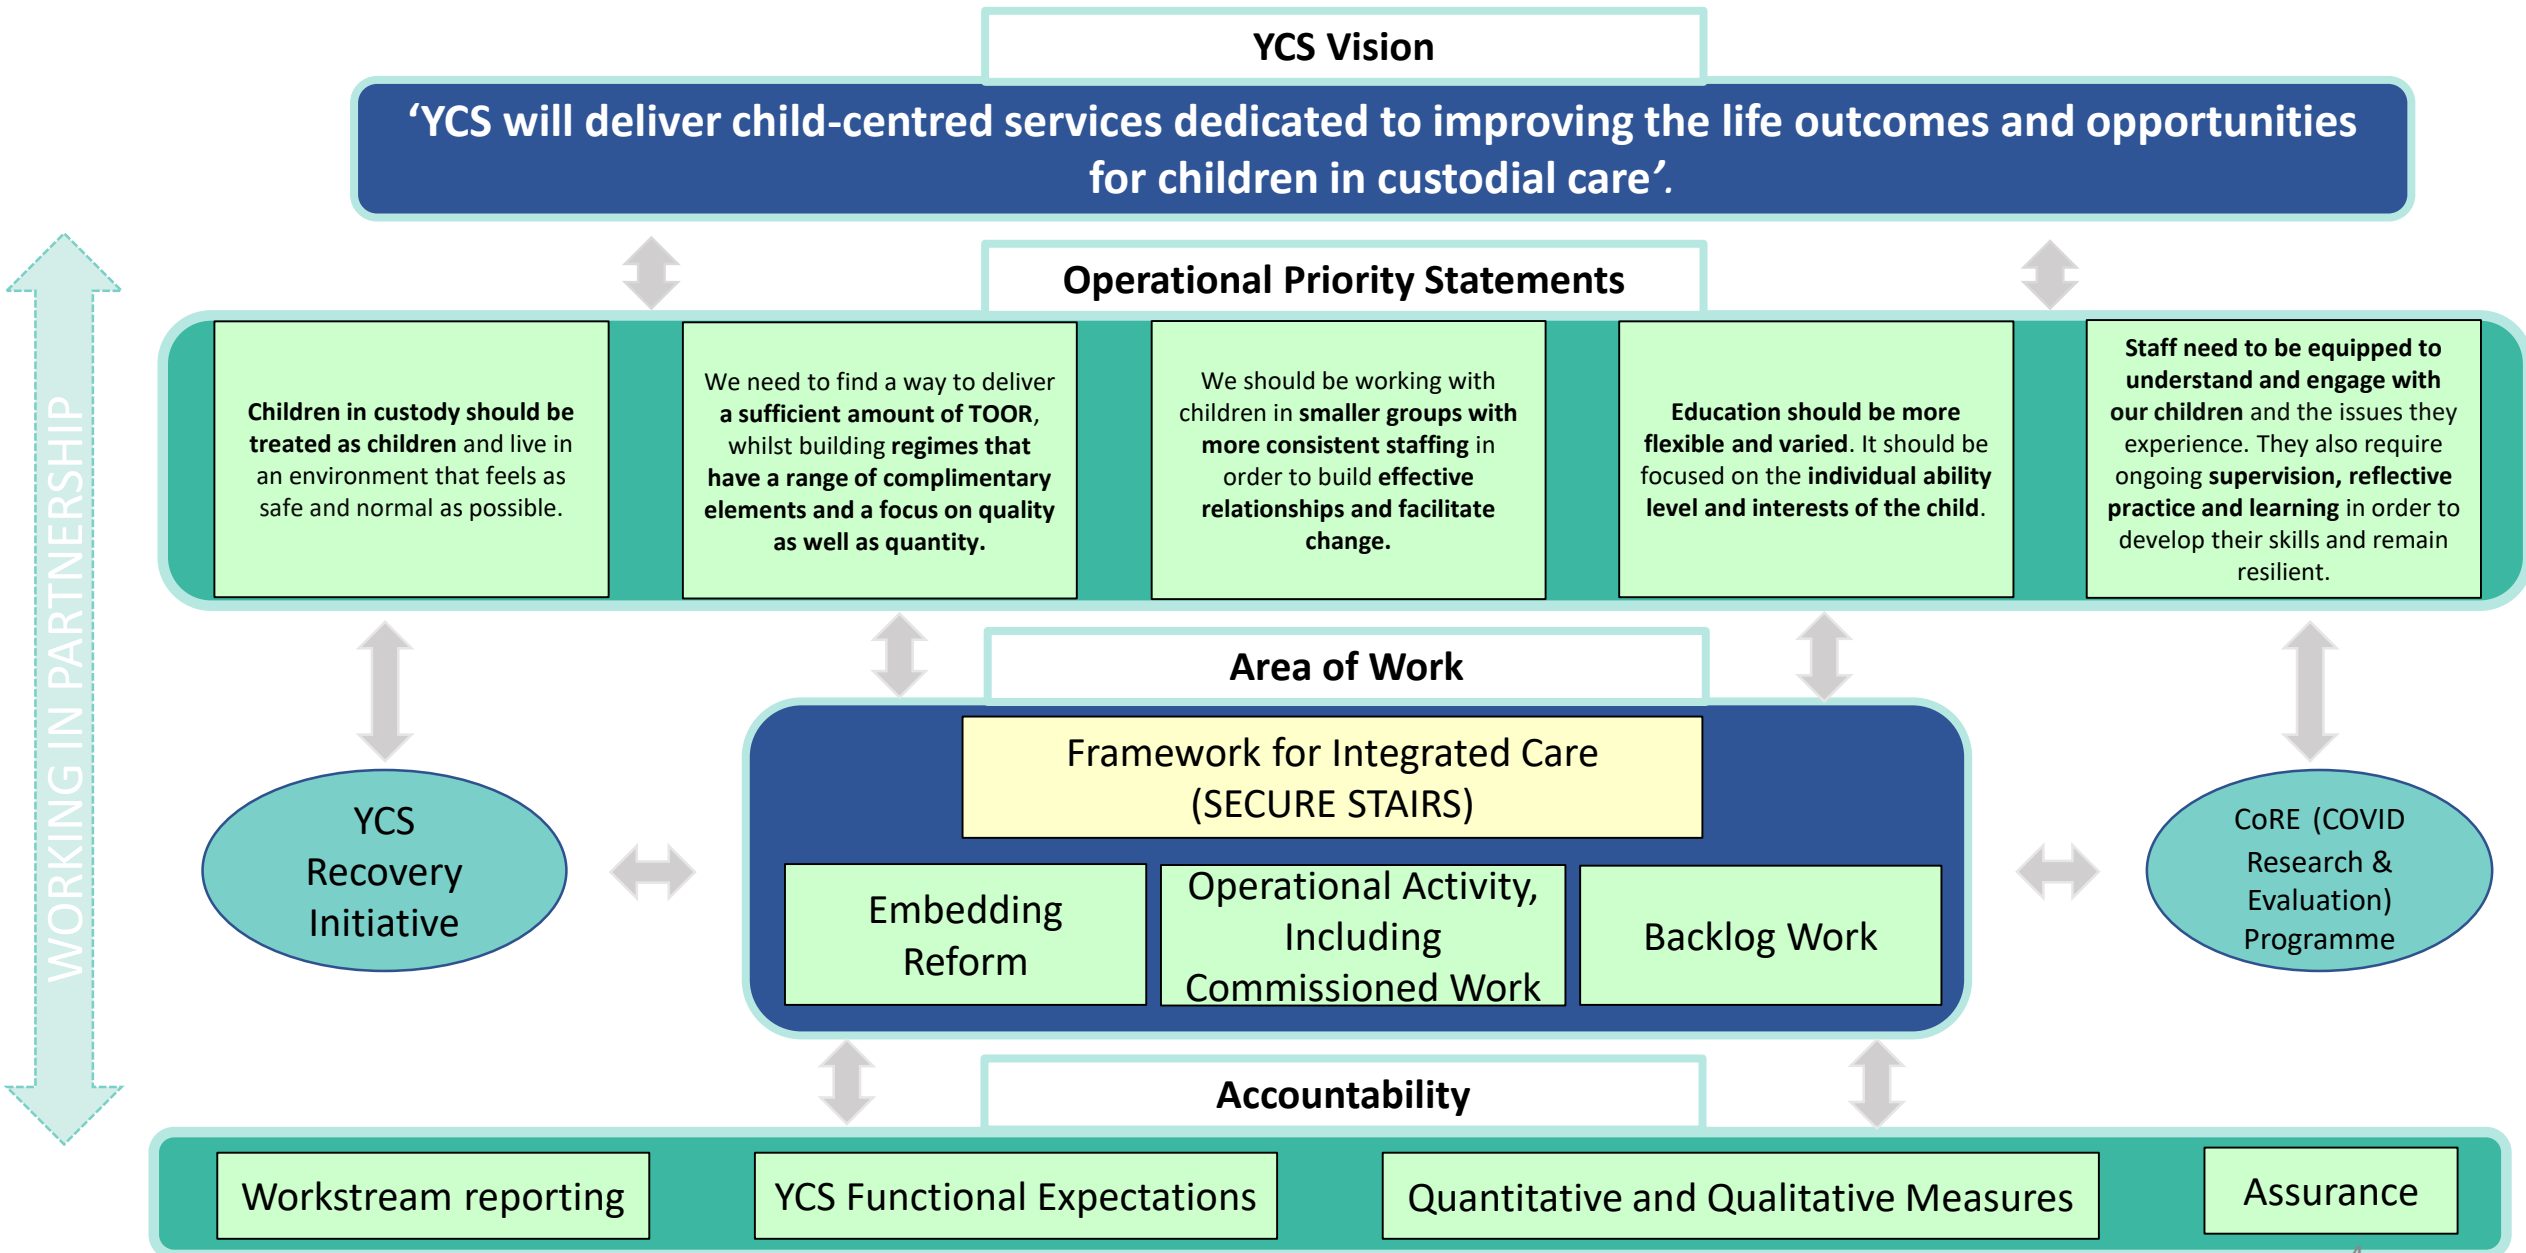 YCS Vision
‘YCS will deliver child-centred services dedicated to improving the life outcomes and opportunities
for children in custodial care’.
WORKING IN PARTNERSHIP
Operational Priority Statements
Children in custody should be
treated as children and live in
an environment that feels as
safe and normal as possible.
We need to find a way to deliver
a sufficient amount of TOOR,
whilst building regimes that
have a range of complimentary
elements and a focus on quality
as well as quantity.
We should be working with
children in smaller groups with
more consistent staffing in
order to build effective
relationships and facilitate
change.
Education should be more
flexible and varied. It should be
focused on the individual ability
level and interests of the child.
Staff need to be equipped to
understand and engage with
our children and the issues they
experience. They also require
ongoing supervision, reflective
practice and learning in order to
develop their skills and remain
resilient.
Area of Work
YCS
Recovery
Initiative
Framework for Integrated Care
(SECURE STAIRS)
Embedding
Reform
Operational Activity,
Including
Commissioned Work
Backlog Work
CoRE (COVID
Research &
Evaluation)
Programme
Accountability
Workstream reporting
YCS Functional Expectations
Quantitative and Qualitative Measures
Assurance